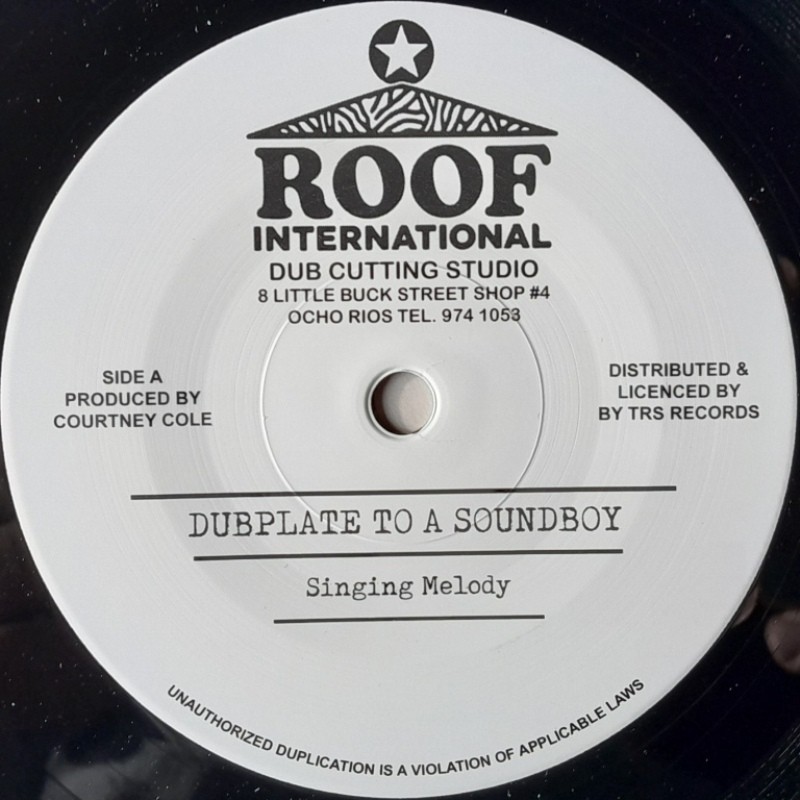 ROOF
INTERNATIONAL
DUB CUTTING STUDIO
8 LITTLE BUCK STREET SHOP #4
OCHO RIOS TEL. 974 1053
SIDE A
PRODUCED BY
COURTNEY COLE
DISTRIBUTED &
LICENCED BY
BY TRS RECORDS
DUBPLATE TO A SOUNDBOY
Singing Melody
UNAUTHORIZED DUPLICATION IS A VIOLATION OF APPLICABLE LAWS